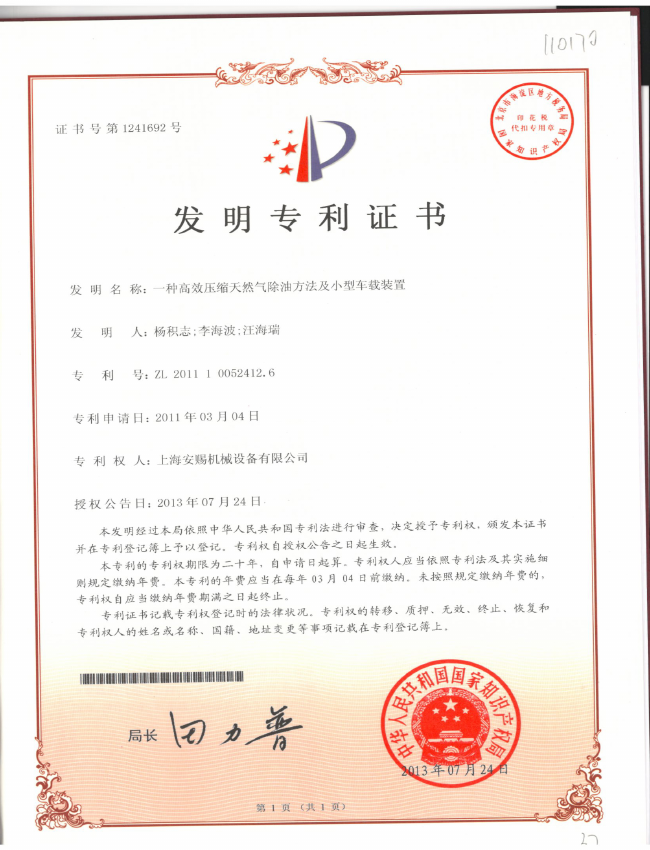 110170
证书号第1241692号
北京市海淀区地方税务局
印花税
代扣专用章
国家知识产权局
发明专利证书
发明名称：一种高效压缩天然气除油方法及小型车载装置
发明人：杨积志;李海波;汪海瑞
专利号：ZL 2011 1 0052412.6
专利申请日：2011年03月04日
专利权人：上海安赐机械设备有限公司
授权公告日：2013年07月24日
本发明经过本局依照中华人民共和国专利法进行审查，决定授予专利权，颁发本证书
并在专利登记簿上予以登记。专利权自授权公告之日起生效。
本专利的专利权期限为二十年，自申请日起算。专利权人应当依照专利法及其实施细
则规定缴纳年费。本专利的年费应当在每年03月04日前缴纳。未按照规定缴纳年费的，
专利权自应当缴纳年费期满之日起终止。
专利证书记载专利权登记时的法律状况。专利权的转移、质押、无效、终止、恢复和
专利权人的姓名或名称、国籍、地址变更等事项记载在专利登记簿上。
局长 田力普
中华人民共和国国家知识产权局
2013年07月24日
第1页（共1页）
27